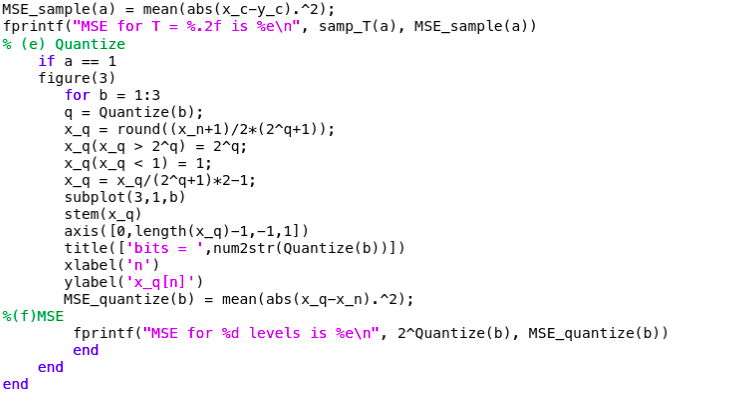 MSE_sample(a) = mean(abs(x_c-y_c).^2);
fprintf("MSE for T = %.2f is %e\n", samp_T(a), MSE_sample(a))
% (e) Quantize
if a == 1
figure(3)
for b = 1:3
q = Quantize(b);
x_q = round((x_n+1)/2*(2^q+1));
x_q(x_q > 2^q) = 2^q;
x_q(x_q < 1) = 1;
x_q = x_q/(2^q+1)*2-1;
subplot(3,1,b)
stem(x_q)
axis([0,length(x_q)-1,-1,1])
title(['bits = ',num2str(Quantize(b))])
xlabel('n')
ylabel('x_q[n]')
MSE_quantize(b) = mean(abs(x_q-x_n).^2);
%(f)MSE
fprintf("MSE for %d levels is %e\n", 2^Quantize(b), MSE_quantize(b))
end
end
end